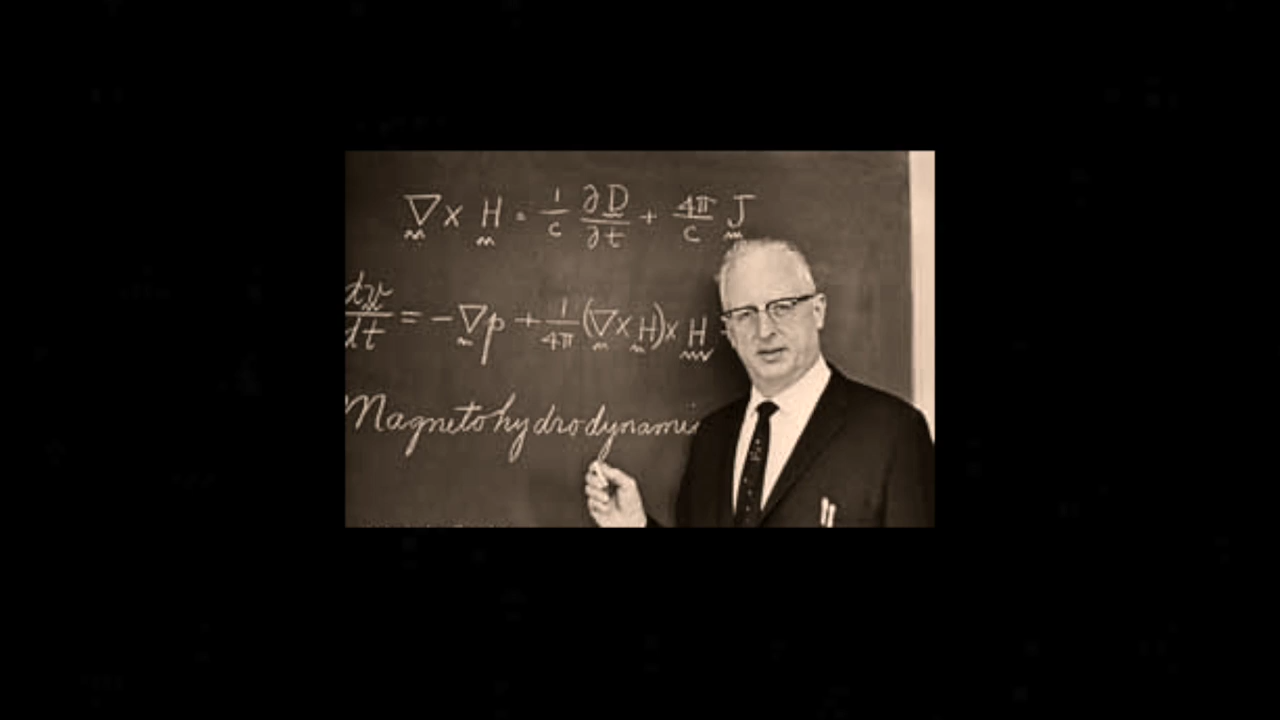 ∇ × H = 1/c ∂D/∂t + 4π/c J
dv/dt = -∇p + 1/4π (∇ × H) × H
Magnetohydrodynami